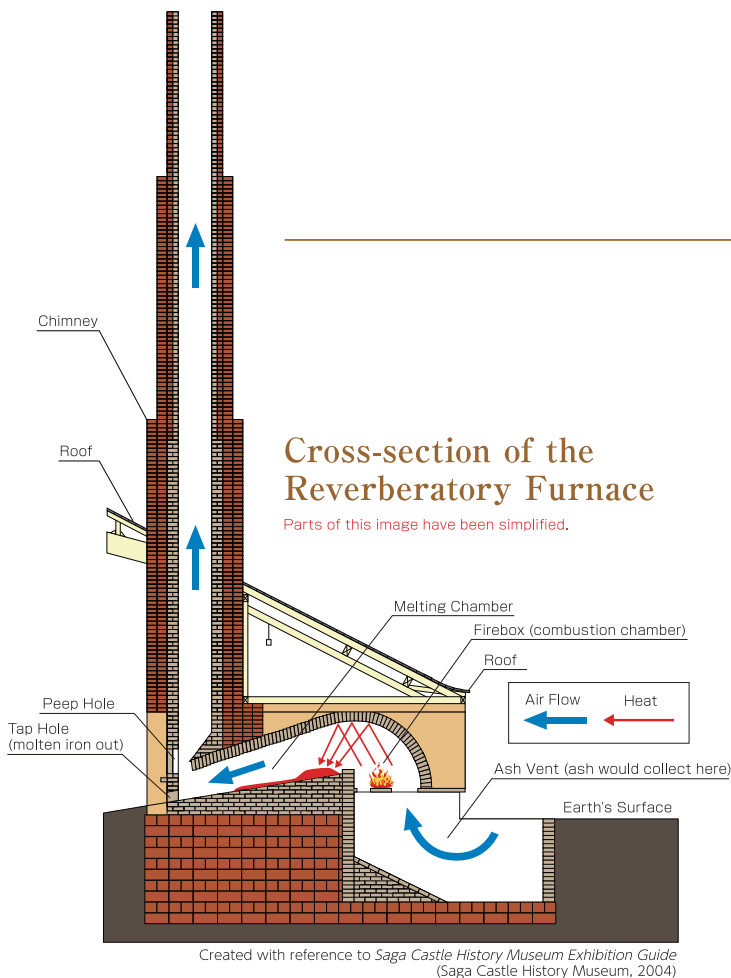 Chimney
Roof
Cross-section of the
Reverberatory Furnace
Parts of this image have been simplified.
Melting Chamber
Firebox (combustion chamber)
Roof
Air Flow
Heat
Peep Hole
Tap Hole
(molten iron out)
Ash Vent (ash would collect here)
Earth's Surface
Created with reference to Saga Castle History Museum Exhibition Guide
(Saga Castle History Museum, 2004)